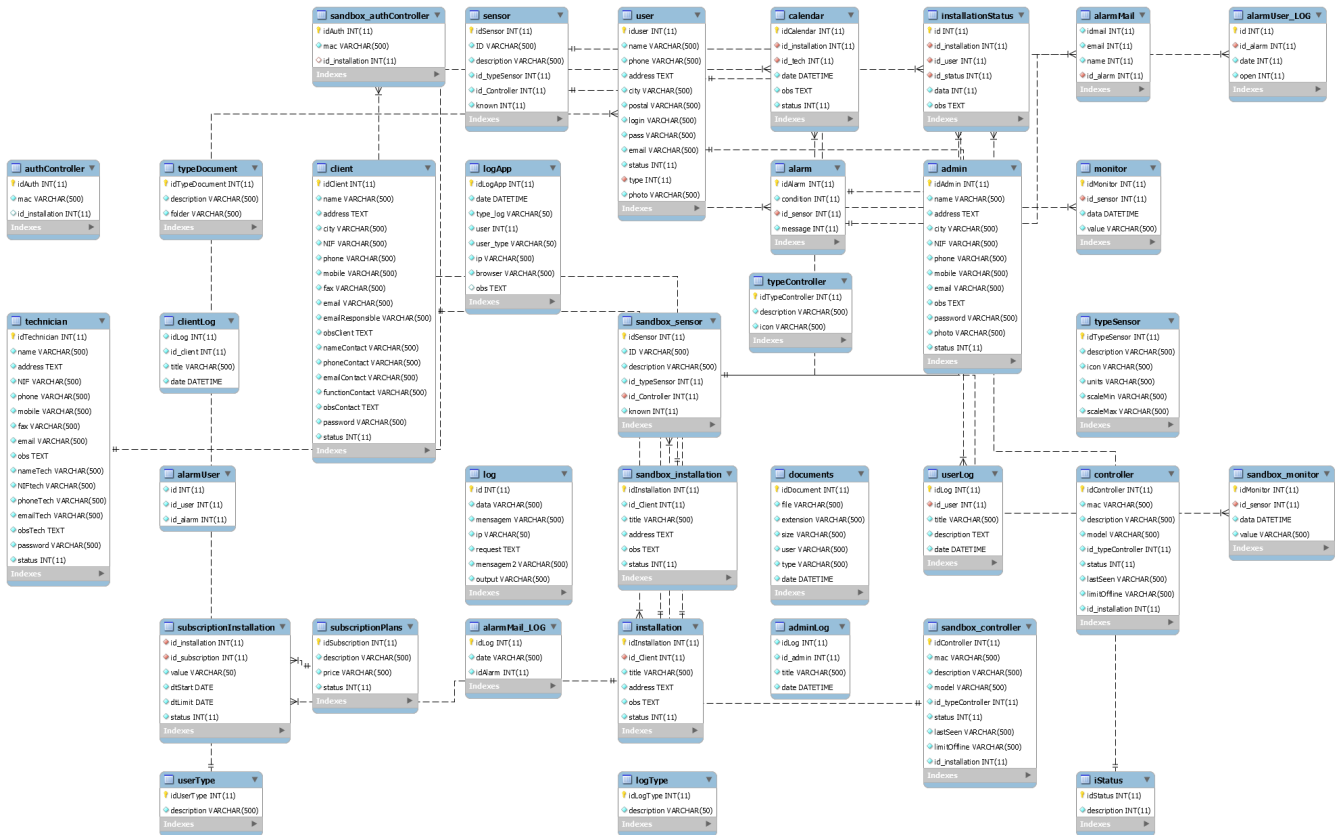 sandbox_authController
idAuth INT(11)
mac VARCHAR(500)
id_installation INT(11)
Indexes
sensor
idSensor INT(11)
ID VARCHAR(500)
description VARCHAR(500)
id_typeSensor INT(11)
id_Controller INT(11)
known INT(11)
Indexes
user
iduser INT(11)
name VARCHAR(500)
phone VARCHAR(500)
address TEXT
city VARCHAR(500)
postal VARCHAR(500)
login VARCHAR(500)
pass VARCHAR(500)
email VARCHAR(500)
status INT(11)
type INT(11)
photo VARCHAR(500)
Indexes
calendar
idCalendar INT(11)
id_installation INT(11)
id_tech INT(11)
date DATETIME
obs TEXT
status INT(11)
Indexes
installationStatus
id INT(11)
id_installation INT(11)
id_user INT(11)
id_status INT(11)
data INT(11)
obs TEXT
Indexes
alarmMail
idmail INT(11)
email INT(11)
name INT(11)
id_alarm INT(11)
Indexes
alarmUser_LOG
id INT(11)
id_alarm INT(11)
date INT(11)
open INT(11)
Indexes
authController
idAuth INT(11)
mac VARCHAR(500)
id_installation INT(11)
Indexes
typeDocument
idTypeDocument INT(11)
description VARCHAR(500)
folder VARCHAR(500)
Indexes
client
idClient INT(11)
name VARCHAR(500)
address TEXT
city VARCHAR(500)
NIF VARCHAR(500)
phone VARCHAR(500)
mobile VARCHAR(500)
fax VARCHAR(500)
email VARCHAR(500)
emailResponsible VARCHAR(500)
obsClient TEXT
nameContact VARCHAR(500)
phoneContact VARCHAR(500)
emailContact VARCHAR(500)
functionContact VARCHAR(500)
obsContact TEXT
password VARCHAR(500)
status INT(11)
Indexes
logApp
idLogApp INT(11)
date DATETIME
type_log VARCHAR(50)
user INT(11)
user_type VARCHAR(50)
ip VARCHAR(500)
browser VARCHAR(500)
obs TEXT
Indexes
alarm
idAlarm INT(11)
condition INT(11)
id_sensor INT(11)
message INT(11)
Indexes
admin
idAdmin INT(11)
name VARCHAR(500)
address TEXT
city VARCHAR(500)
NIF VARCHAR(500)
phone VARCHAR(500)
mobile VARCHAR(500)
email VARCHAR(500)
obs TEXT
password VARCHAR(500)
photo VARCHAR(500)
status INT(11)
Indexes
monitor
idMonitor INT(11)
id_sensor INT(11)
data DATETIME
value VARCHAR(500)
Indexes
typeController
idTypeController INT(11)
description VARCHAR(500)
icon VARCHAR(500)
Indexes
technician
idTechnician INT(11)
name VARCHAR(500)
address TEXT
NIF VARCHAR(500)
phone VARCHAR(500)
mobile VARCHAR(500)
fax VARCHAR(500)
email VARCHAR(500)
obs TEXT
nameTech VARCHAR(500)
NIFtech VARCHAR(500)
phoneTech VARCHAR(500)
emailTech VARCHAR(500)
obsTech TEXT
password VARCHAR(500)
status INT(11)
Indexes
clientLog
idLog INT(11)
id_client INT(11)
title VARCHAR(500)
date DATETIME
sandbox_sensor
idSensor INT(11)
ID VARCHAR(500)
description VARCHAR(500)
id_typeSensor INT(11)
id_Controller INT(11)
known INT(11)
Indexes
typeSensor
idTypeSensor INT(11)
description VARCHAR(500)
icon VARCHAR(500)
units VARCHAR(500)
scaleMin VARCHAR(500)
scaleMax VARCHAR(500)
Indexes
alarmUser
id INT(11)
id_user INT(11)
id_alarm INT(11)
log
id INT(11)
data VARCHAR(500)
mensagem VARCHAR(500)
ip VARCHAR(50)
request TEXT
mensagem2 VARCHAR(500)
output VARCHAR(500)
Indexes
sandbox_installation
idInstallation INT(11)
id_Client INT(11)
title VARCHAR(500)
address TEXT
obs TEXT
status INT(11)
Indexes
documents
idDocument INT(11)
file VARCHAR(500)
extension VARCHAR(500)
size VARCHAR(500)
user VARCHAR(500)
type VARCHAR(500)
date DATETIME
Indexes
userLog
idLog INT(11)
id_user INT(11)
title VARCHAR(500)
description TEXT
date DATETIME
Indexes
controller
idController INT(11)
mac VARCHAR(500)
description VARCHAR(500)
model VARCHAR(500)
id_typeController INT(11)
status INT(11)
lastSeen VARCHAR(500)
limitOffine VARCHAR(500)
id_installation INT(11)
Indexes
sandbox_monitor
idMonitor INT(11)
id_sensor INT(11)
data DATETIME
value VARCHAR(500)
Indexes
subscriptionInstallation
id_installation INT(11)
id_subscription INT(11)
value VARCHAR(50)
dtStart DATE
dtLimit DATE
status INT(11)
Indexes
subscriptionPlans
idSubscription INT(11)
description VARCHAR(500)
price VARCHAR(500)
status INT(11)
Indexes
alarmMail_LOG
idLog INT(11)
date VARCHAR(500)
idAlarm INT(11)
Indexes
installation
idInstallation INT(11)
id_Client INT(11)
title VARCHAR(500)
address TEXT
obs TEXT
status INT(11)
Indexes
adminLog
idLog INT(11)
id_admin INT(11)
title VARCHAR(500)
date DATETIME
sandbox_controller
idController INT(11)
mac VARCHAR(500)
description VARCHAR(500)
model VARCHAR(500)
id_typeController INT(11)
status INT(11)
lastSeen VARCHAR(500)
limitOffine VARCHAR(500)
id_installation INT(11)
Indexes
userType
idUserType INT(11)
description VARCHAR(500)
Indexes
logType
idLogType INT(11)
description VARCHAR(50)
Indexes
iStatus
idStatus INT(11)
description INT(11)
Indexes